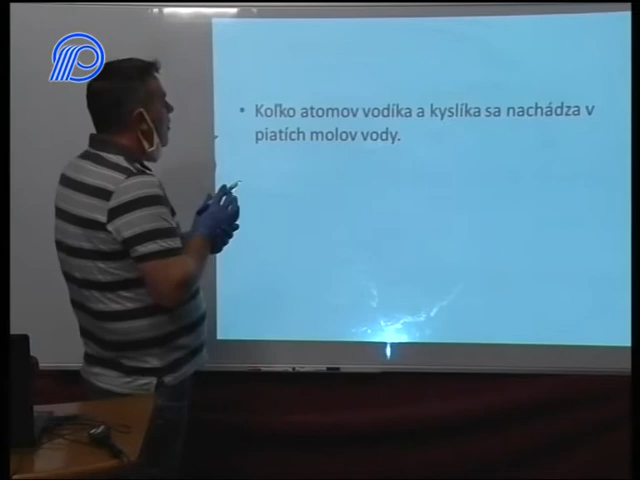 • Koľko atomov vodíka a kyslíka sa nachádza v
piatích molov vody.